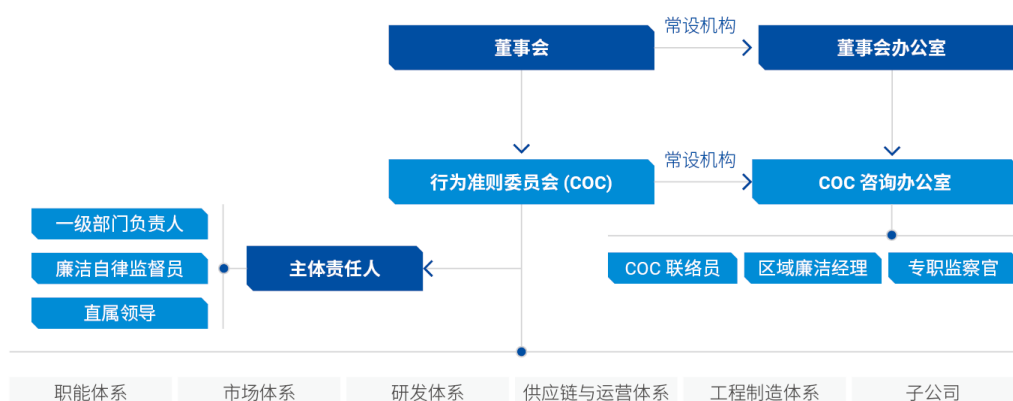 常设机构
董事会
董事会办公室
常设机构
行为准则委员会 (COC)
COC 咨询办公室
一级部门负责人
廉洁自律监督员
直属领导
主体责任人
COC 联络员
区域廉洁经理
专职监察官
职能体系
市场体系
研发体系
供应链与运营体系
工程制造体系
子公司